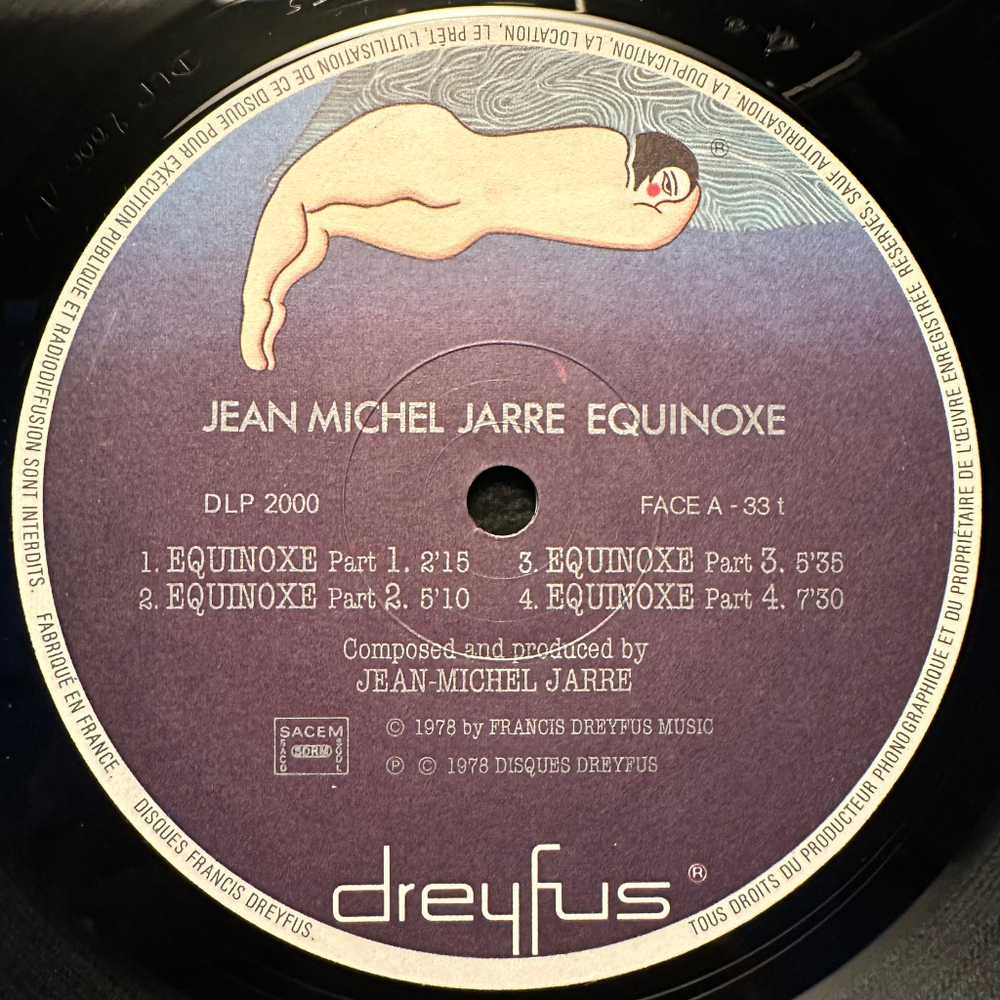 ®
JEAN MICHEL JARRE EQUINOXE
DLP 2000
FACE A - 33 t
1. EQUINOXE Part 1. 2'15
2. EQUINOXE Part 2. 5'10
3. EQUINOXE Part 3. 5'35
4. EQUINOXE Part 4. 7'30
Composed and produced by
JEAN-MICHEL JARRE
SACEM
SACD SDRM SGDL
© 1978 by FRANCIS DREYFUS MUSIC
℗ © 1978 DISQUES DREYFUS
dreyfus ®
TOUS DROITS DU PRODUCTEUR PHONOGRAPHIQUE ET DU PROPRIÉTAIRE DE L'ŒUVRE ENREGISTRÉE RÉSERVÉS, SAUF AUTORISATION, LA DUPLICATION, LA LOCATION, LE PRÊT, L'UTILISATION DE CE DISQUE POUR EXÉCUTION PUBLIQUE ET RADIODIFFUSION SONT INTERDITS. FABRIQUÉ EN FRANCE. DISQUES FRANCIS DREYFUS.